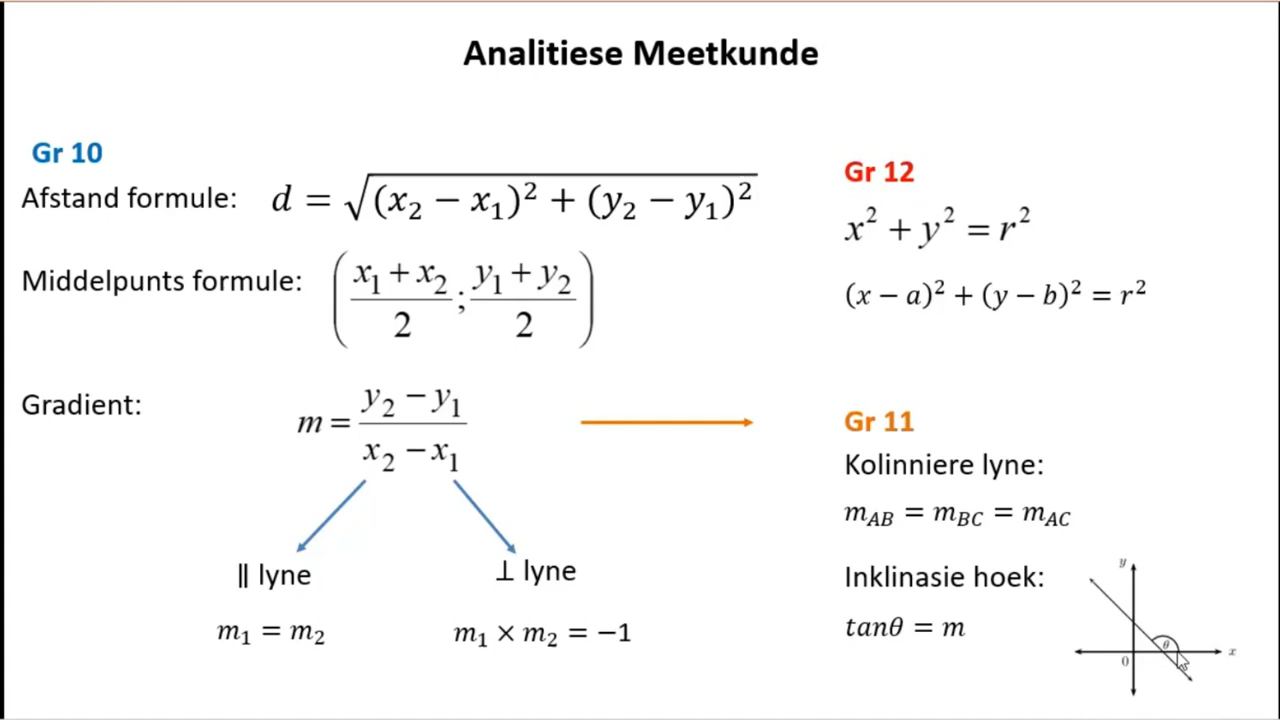 Analitiese Meetkunde
Gr 10
Afstand formule: d = √(x₂ − x₁)² + (y₂ − y₁)²
Middelpunts formule: (x₁ + x₂ / 2 ; y₁ + y₂ / 2)
Gradient: m = y₂ − y₁ / x₂ − x₁
∥ lyne
m₁ = m₂
⊥ lyne
m₁ × m₂ = −1
Gr 12
x² + y² = r²
(x − a)² + (y − b)² = r²
Gr 11
Kolinniere lyne:
m_AB = m_BC = m_AC
Inklinasie hoek:
tanθ = m
y
θ
x
0